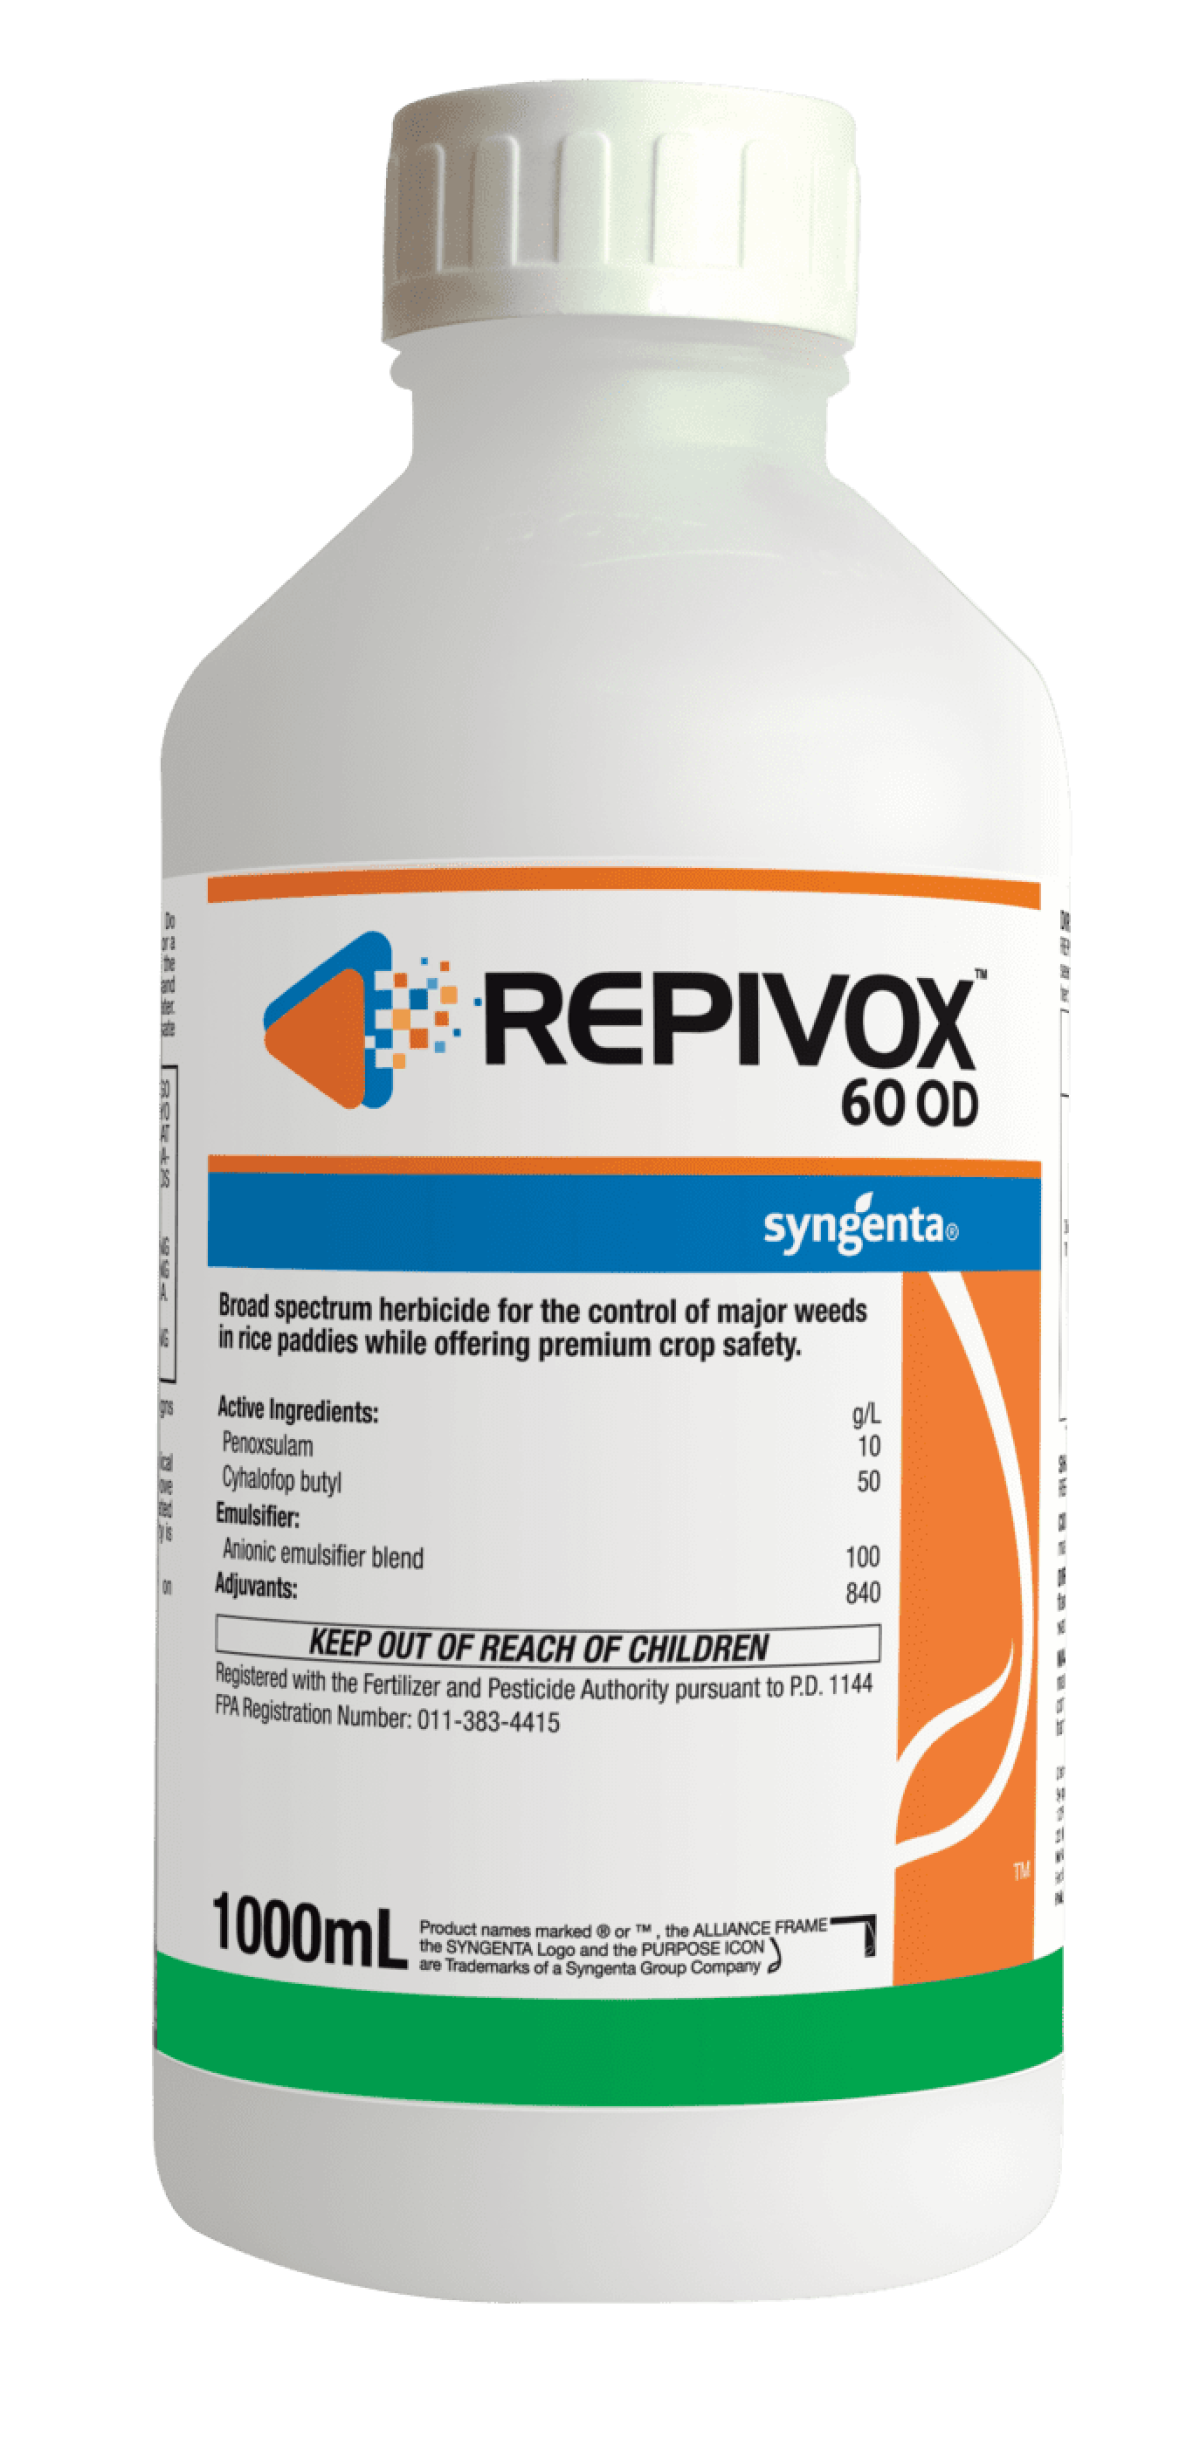 REPIVOX™
60 OD
syngenta®
Broad spectrum herbicide for the control of major weeds
in rice paddies while offering premium crop safety.
Active Ingredients: g/L
Penoxsulam 10
Cyhalofop butyl 50
Emulsifier:
Anionic emulsifier blend 100
Adjuvants: 840
KEEP OUT OF REACH OF CHILDREN
Registered with the Fertilizer and Pesticide Authority pursuant to P.D. 1144
FPA Registration Number: 011-383-4415
TM
1000mL
Product names marked ® or ™, the ALLIANCE FRAME
the SYNGENTA Logo and the PURPOSE ICON
are Trademarks of a Syngenta Group Company